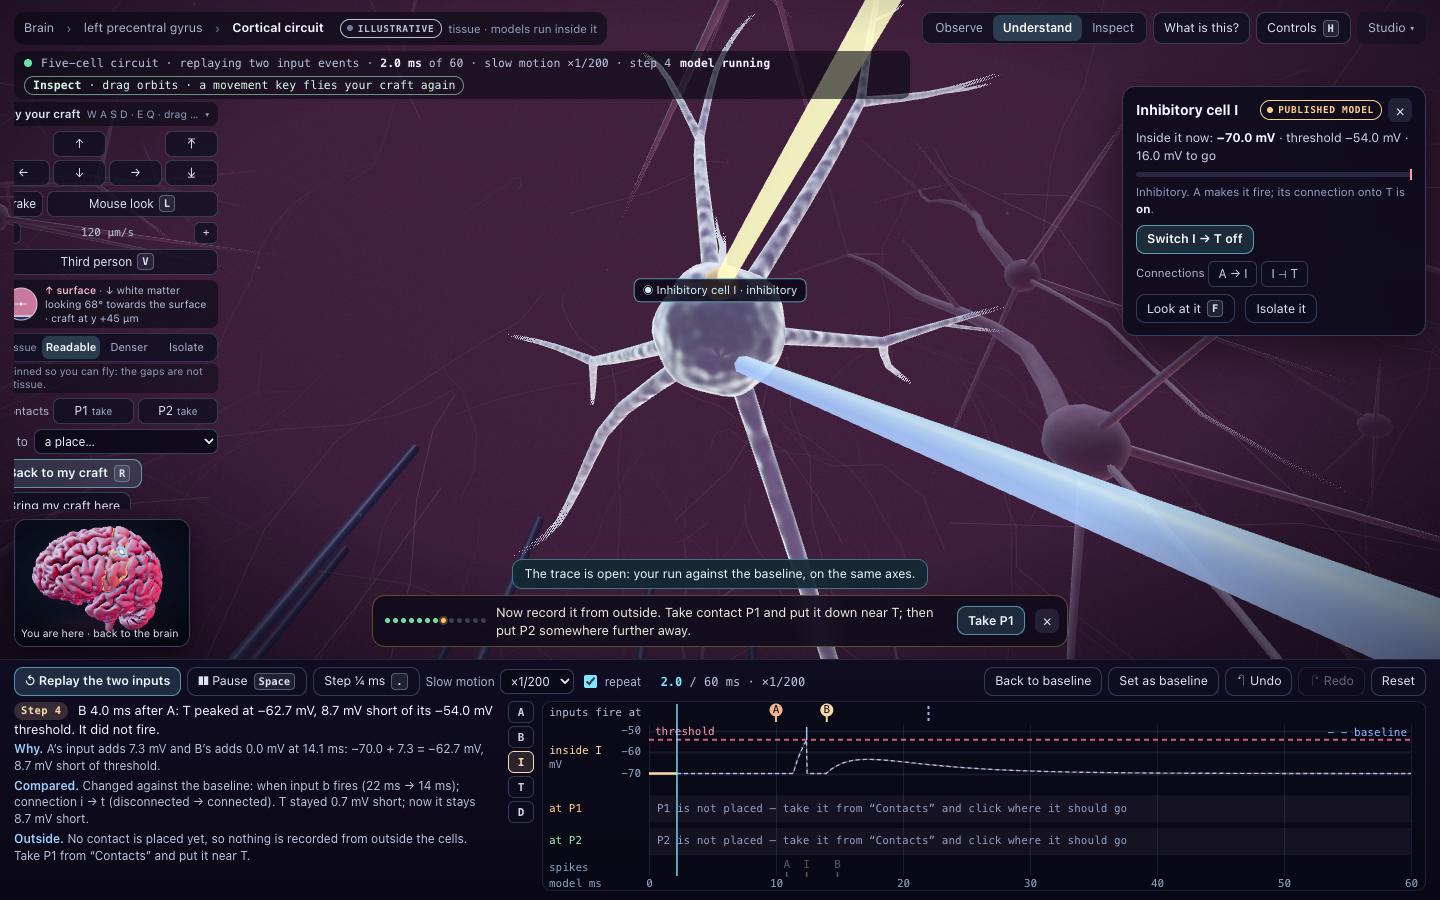 Brain › left precentral gyrus › Cortical circuit ILLUSTRATIVE tissue · models run inside it
Observe Understand Inspect What is this? Controls H Studio
Five-cell circuit · replaying two input events · 2.0 ms of 60 · slow motion ×1/200 · step 4 model running
Inspect · drag orbits · a movement key flies your craft again
y your craft W A S D · E Q · drag ...
↑ ⤒
← ↓ → ⤓
rake Mouse look L
120 µm/s +
Third person V
↑ surface · ↓ white matter
looking 68° towards the surface
· craft at y +45 µm
issue Readable Denser Isolate
inned so you can fly: the gaps are not
tissue.
ntacts P1 take P2 take
to a place...
Back to my craft R
Bring my craft here
You are here · back to the brain
Inhibitory cell I · inhibitory
Inhibitory cell I PUBLISHED MODEL ×
Inside it now: −70.0 mV · threshold −54.0 mV ·
16.0 mV to go
Inhibitory. A makes it fire; its connection onto T is
on.
Switch I → T off
Connections A → I I ⊣ T
Look at it F Isolate it
The trace is open: your run against the baseline, on the same axes.
Now record it from outside. Take contact P1 and put it down near T; then
put P2 somewhere further away.
Take P1 ×
Replay the two inputs Pause Space Step ¼ ms . Slow motion ×1/200 repeat 2.0 / 60 ms · ×1/200
Back to baseline Set as baseline Undo Redo Reset
Step 4 B 4.0 ms after A: T peaked at −62.7 mV, 8.7 mV short of its −54.0 mV
threshold. It did not fire.
Why. A’s input adds 7.3 mV and B’s adds 0.0 mV at 14.1 ms: −70.0 + 7.3 = −62.7 mV,
8.7 mV short of threshold.
Compared. Changed against the baseline: when input b fires (22 ms → 14 ms);
connection i → t (disconnected → connected). T stayed 0.7 mV short; now it stays
8.7 mV short.
Outside. No contact is placed yet, so nothing is recorded from outside the cells.
Take P1 from “Contacts” and put it near T.
A
B
I
T
D
inputs fire at A B
−50 threshold – – baseline
inside I −60
mV
−70
at P1 P1 is not placed — take it from “Contacts” and click where it should go
at P2 P2 is not placed — take it from “Contacts” and click where it should go
spikes A I B
model ms 0 10 20 30 40 50 60